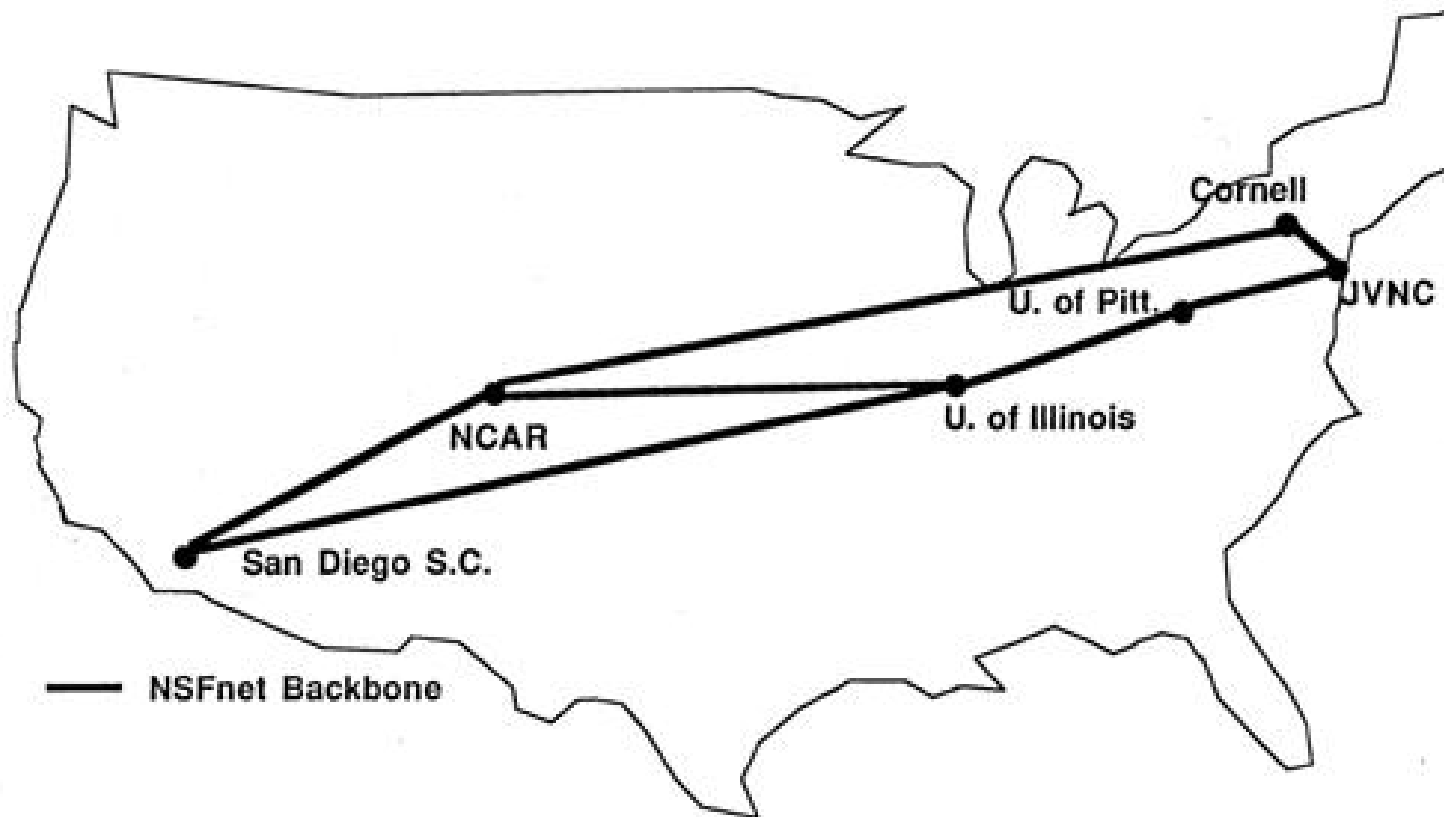 Cornell
U. of Pitt.
JVNC
NCAR
U. of Illinois
San Diego S.C.
NSFnet Backbone